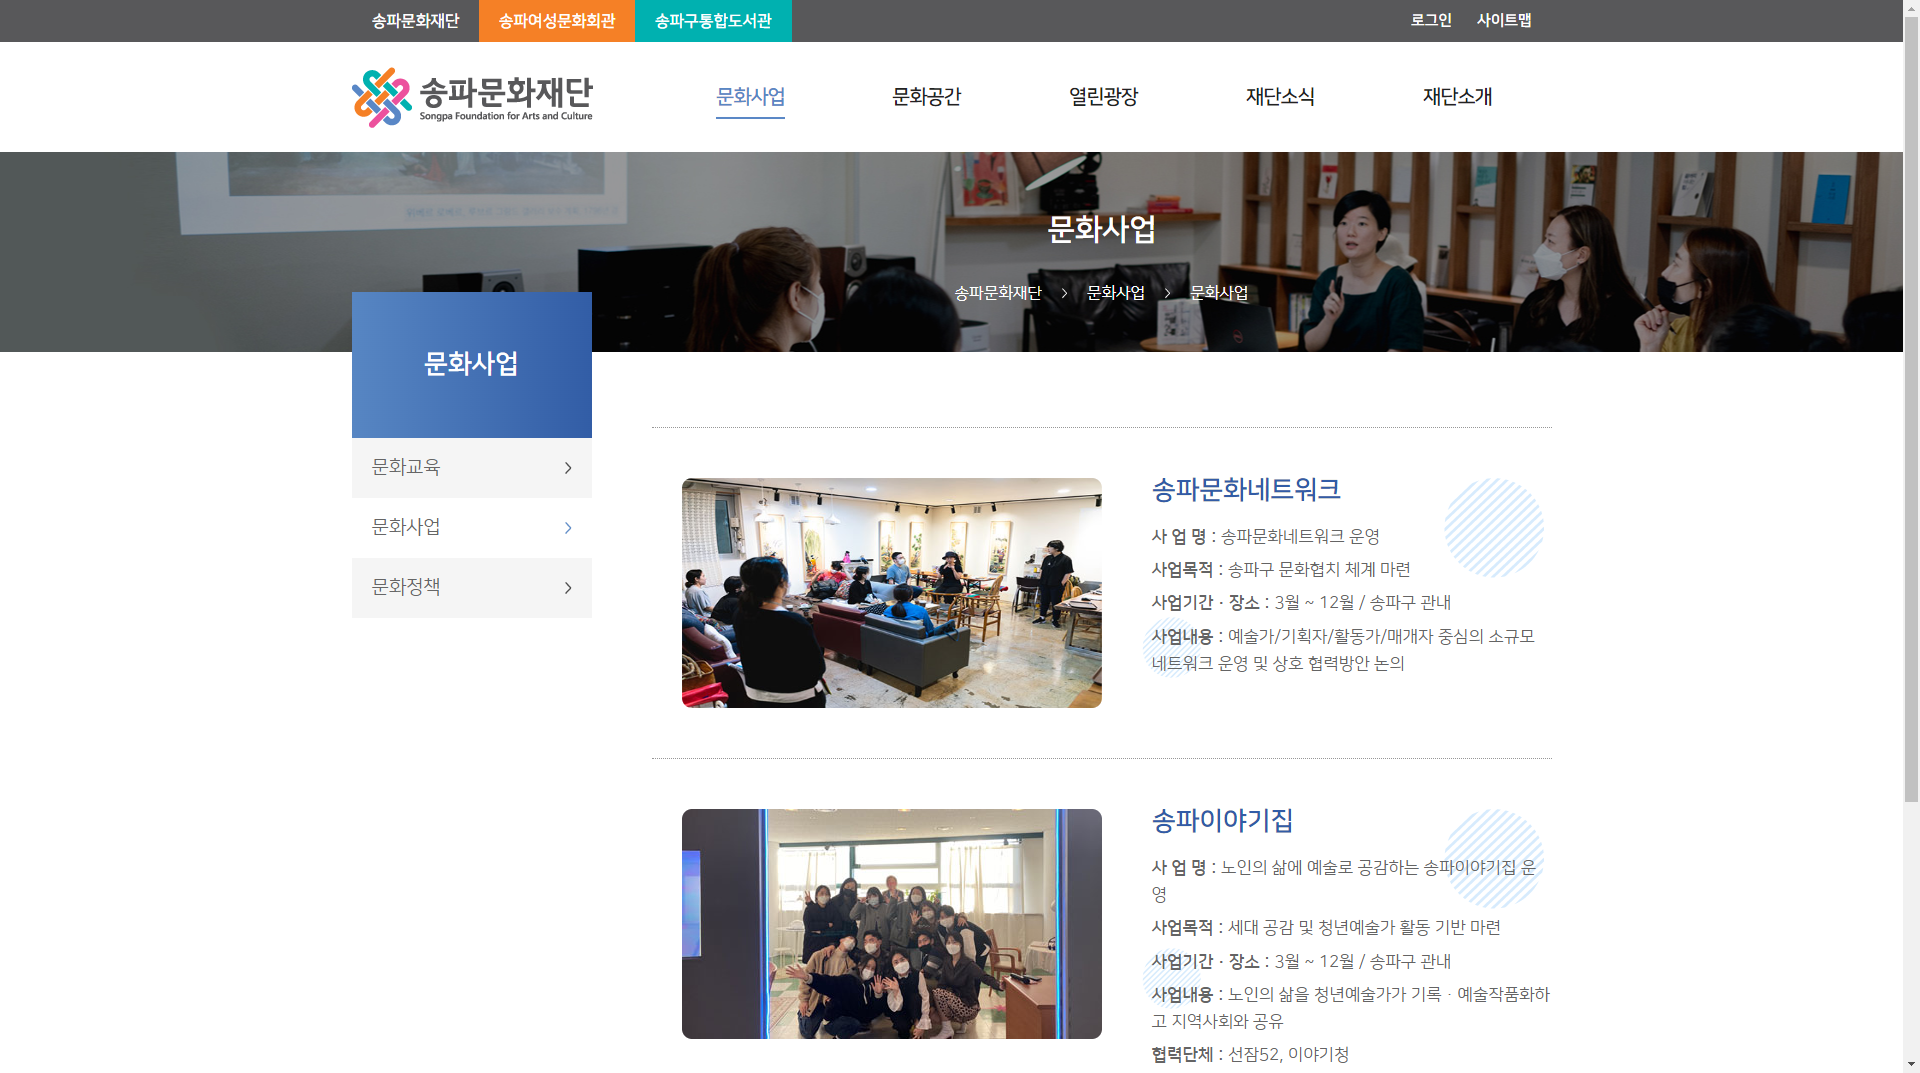 송파문화재단
송파여성문화회관
송파구통합도서관
로그인
사이트맵
송파문화재단
Songpa Foundation for Arts and Culture
문화사업
문화공간
열린광장
재단소식
재단소개
문화사업
송파문화재단 > 문화사업 > 문화사업
문화사업
문화교육
문화사업
문화정책
송파문화네트워크
사 업 명 : 송파문화네트워크 운영
사업목적 : 송파구 문화협치 체계 마련
사업기간 · 장소 : 3월 ~ 12월 / 송파구 관내
사업내용 : 예술가/기획자/활동가/매개자 중심의 소규모
네트워크 운영 및 상호 협력방안 논의
송파이야기집
사 업 명 : 노인의 삶에 예술로 공감하는 송파이야기집 운
영
사업목적 : 세대 공감 및 청년예술가 활동 기반 마련
사업기간 · 장소 : 3월 ~ 12월 / 송파구 관내
사업내용 : 노인의 삶을 청년예술가가 기록 · 예술작품화하
고 지역사회와 공유
협력단체 : 선잠52, 이야기청